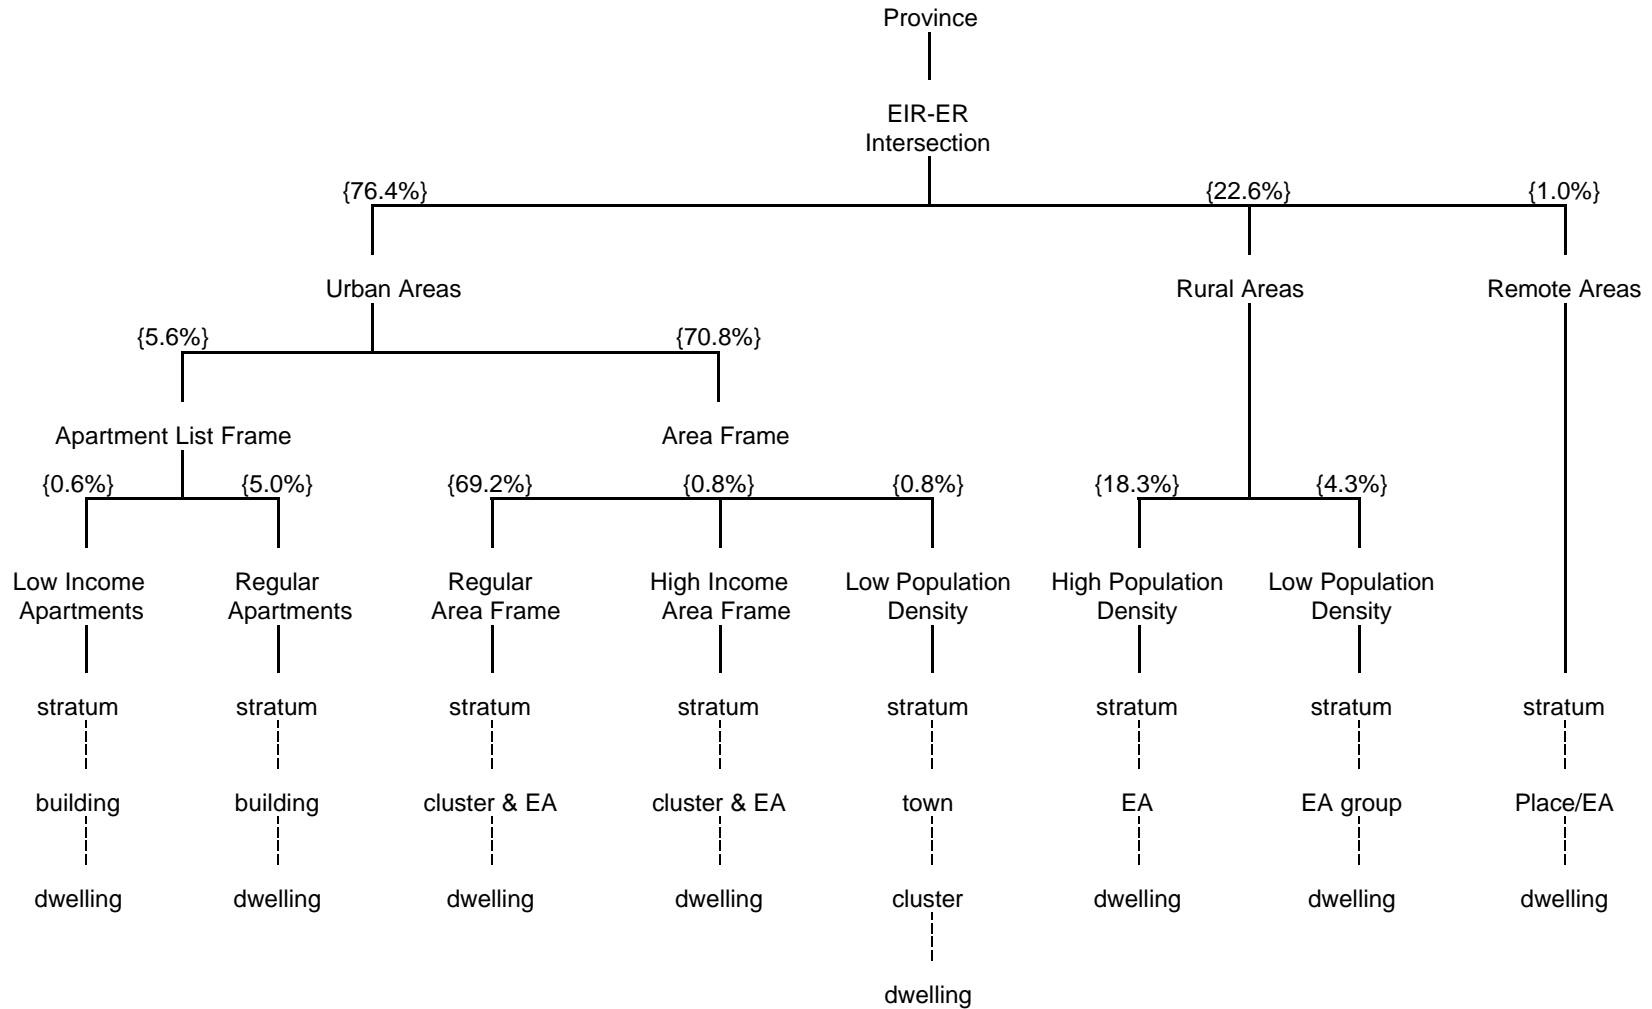 Province
EIR-ER
Intersection
{76.4%} {22.6%} {1.0%}
Urban Areas Rural Areas Remote Areas
{5.6%} {70.8%}
Apartment List Frame Area Frame
{0.6%} {5.0%} {69.2%} {0.8%} {0.8%} {18.3%} {4.3%}
Low Income Regular Regular High Income Low Population High Population Low Population
Apartments Apartments Area Frame Area Frame Density Density Density
stratum stratum stratum stratum stratum stratum stratum stratum
building building cluster & EA cluster & EA town EA EA group Place/EA
dwelling dwelling dwelling dwelling cluster dwelling dwelling dwelling
dwelling